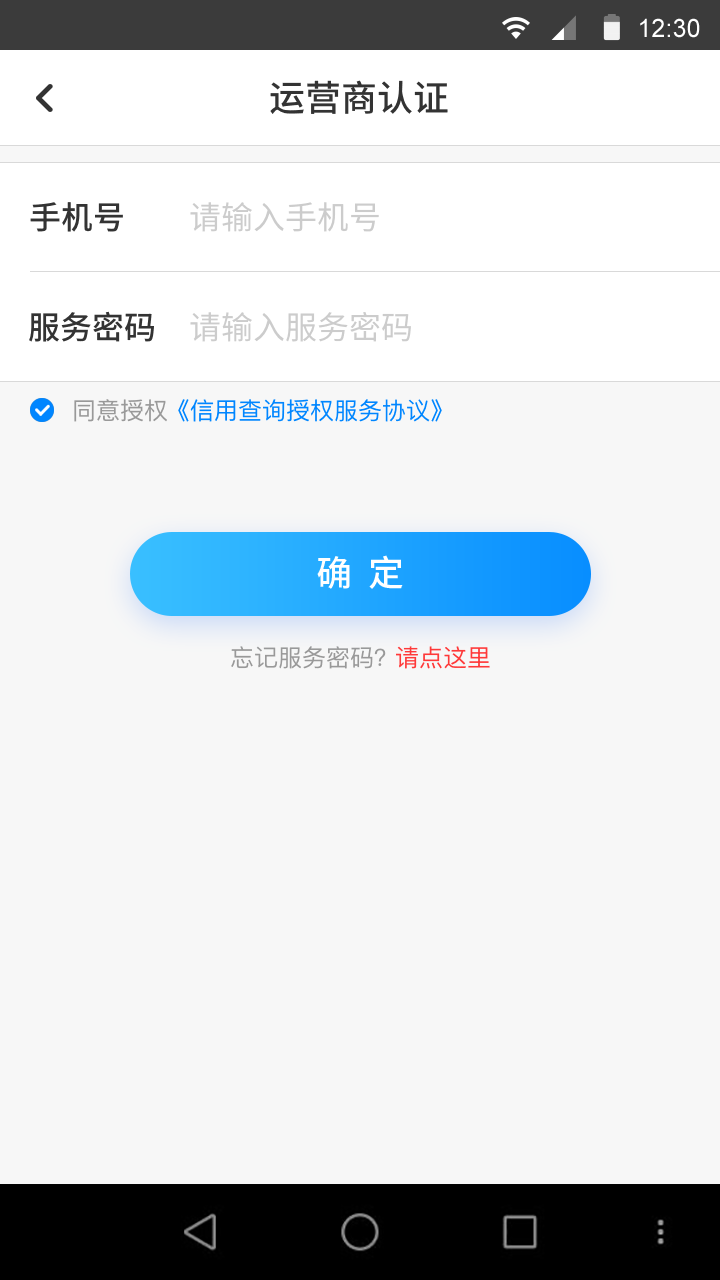 12:30
运营商认证
手机号 请输入手机号
服务密码 请输入服务密码
同意授权《信用查询授权服务协议》
确 定
忘记服务密码? 请点这里